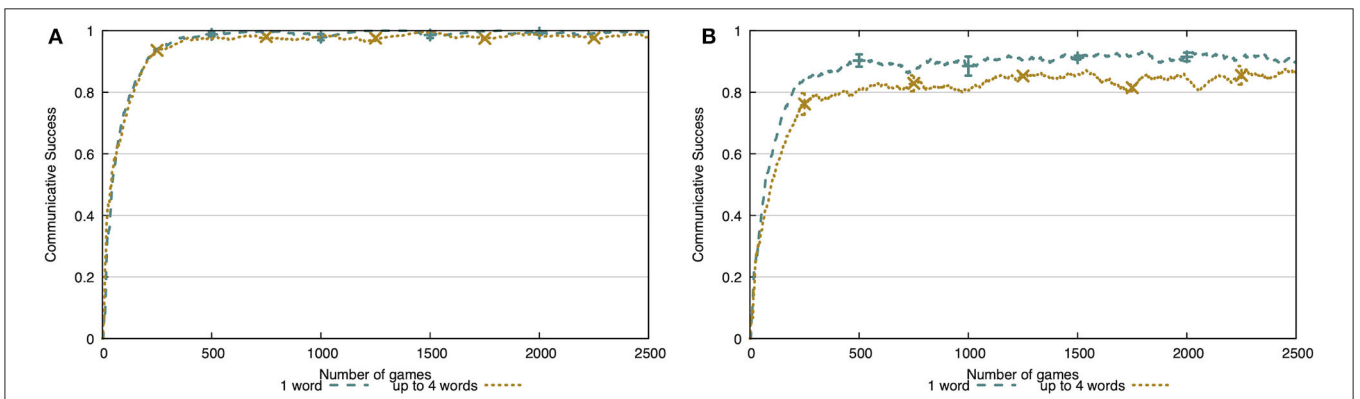 A
Communicative Success
1
0.8
0.6
0.4
0.2
0
0 500 1000 1500 2000 2500
Number of games
1 word up to 4 words
B
Communicative Success
1
0.8
0.6
0.4
0.2
0
0 500 1000 1500 2000 2500
Number of games
1 word up to 4 words